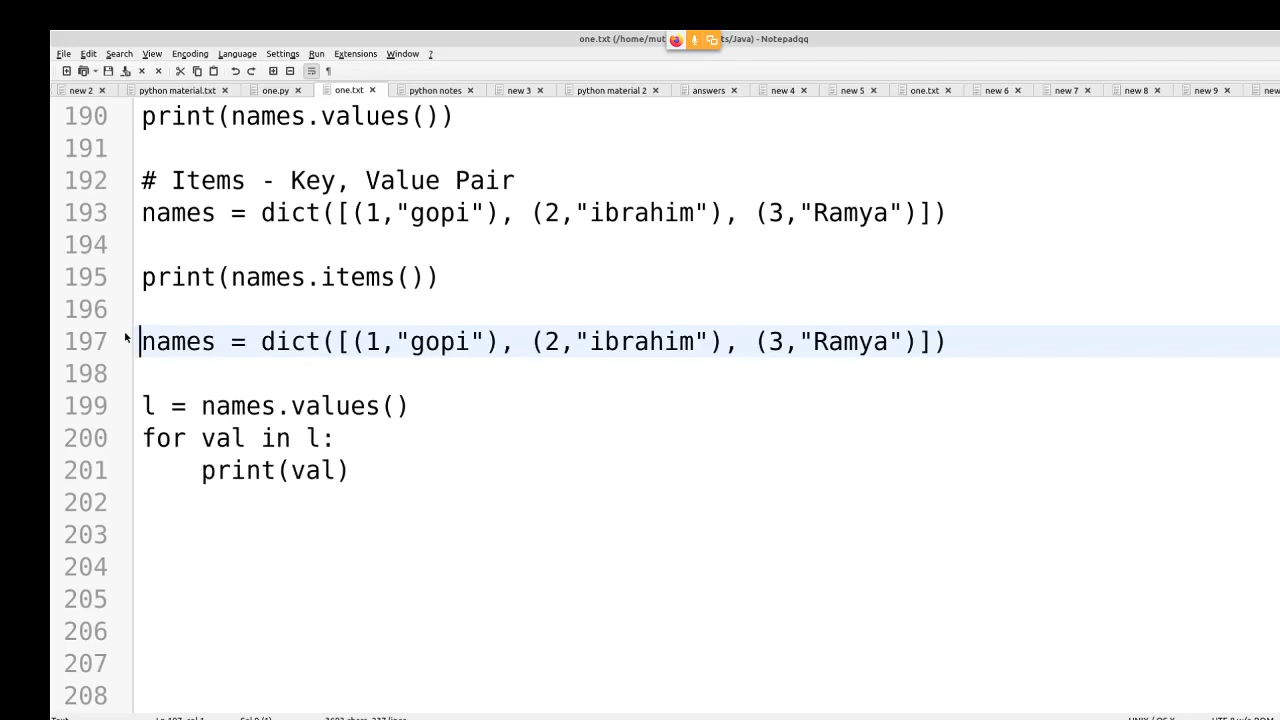 one.txt (/home/mut ts/Java) - Notepadqq
File Edit Search View Encoding Language Settings Run Extensions Window ?
new 2 python material.txt one.py one.txt python notes new 3 python material 2 answers new 4 new 5 one.txt new 6 new 7 new 8 new 9 new
190 print(names.values())
191
192 # Items - Key, Value Pair
193 names = dict([(1,"gopi"), (2,"ibrahim"), (3,"Ramya")])
194
195 print(names.items())
196
197 names = dict([(1,"gopi"), (2,"ibrahim"), (3,"Ramya")])
198
199 l = names.values()
200 for val in l:
201     print(val)
202
203
204
205
206
207
208